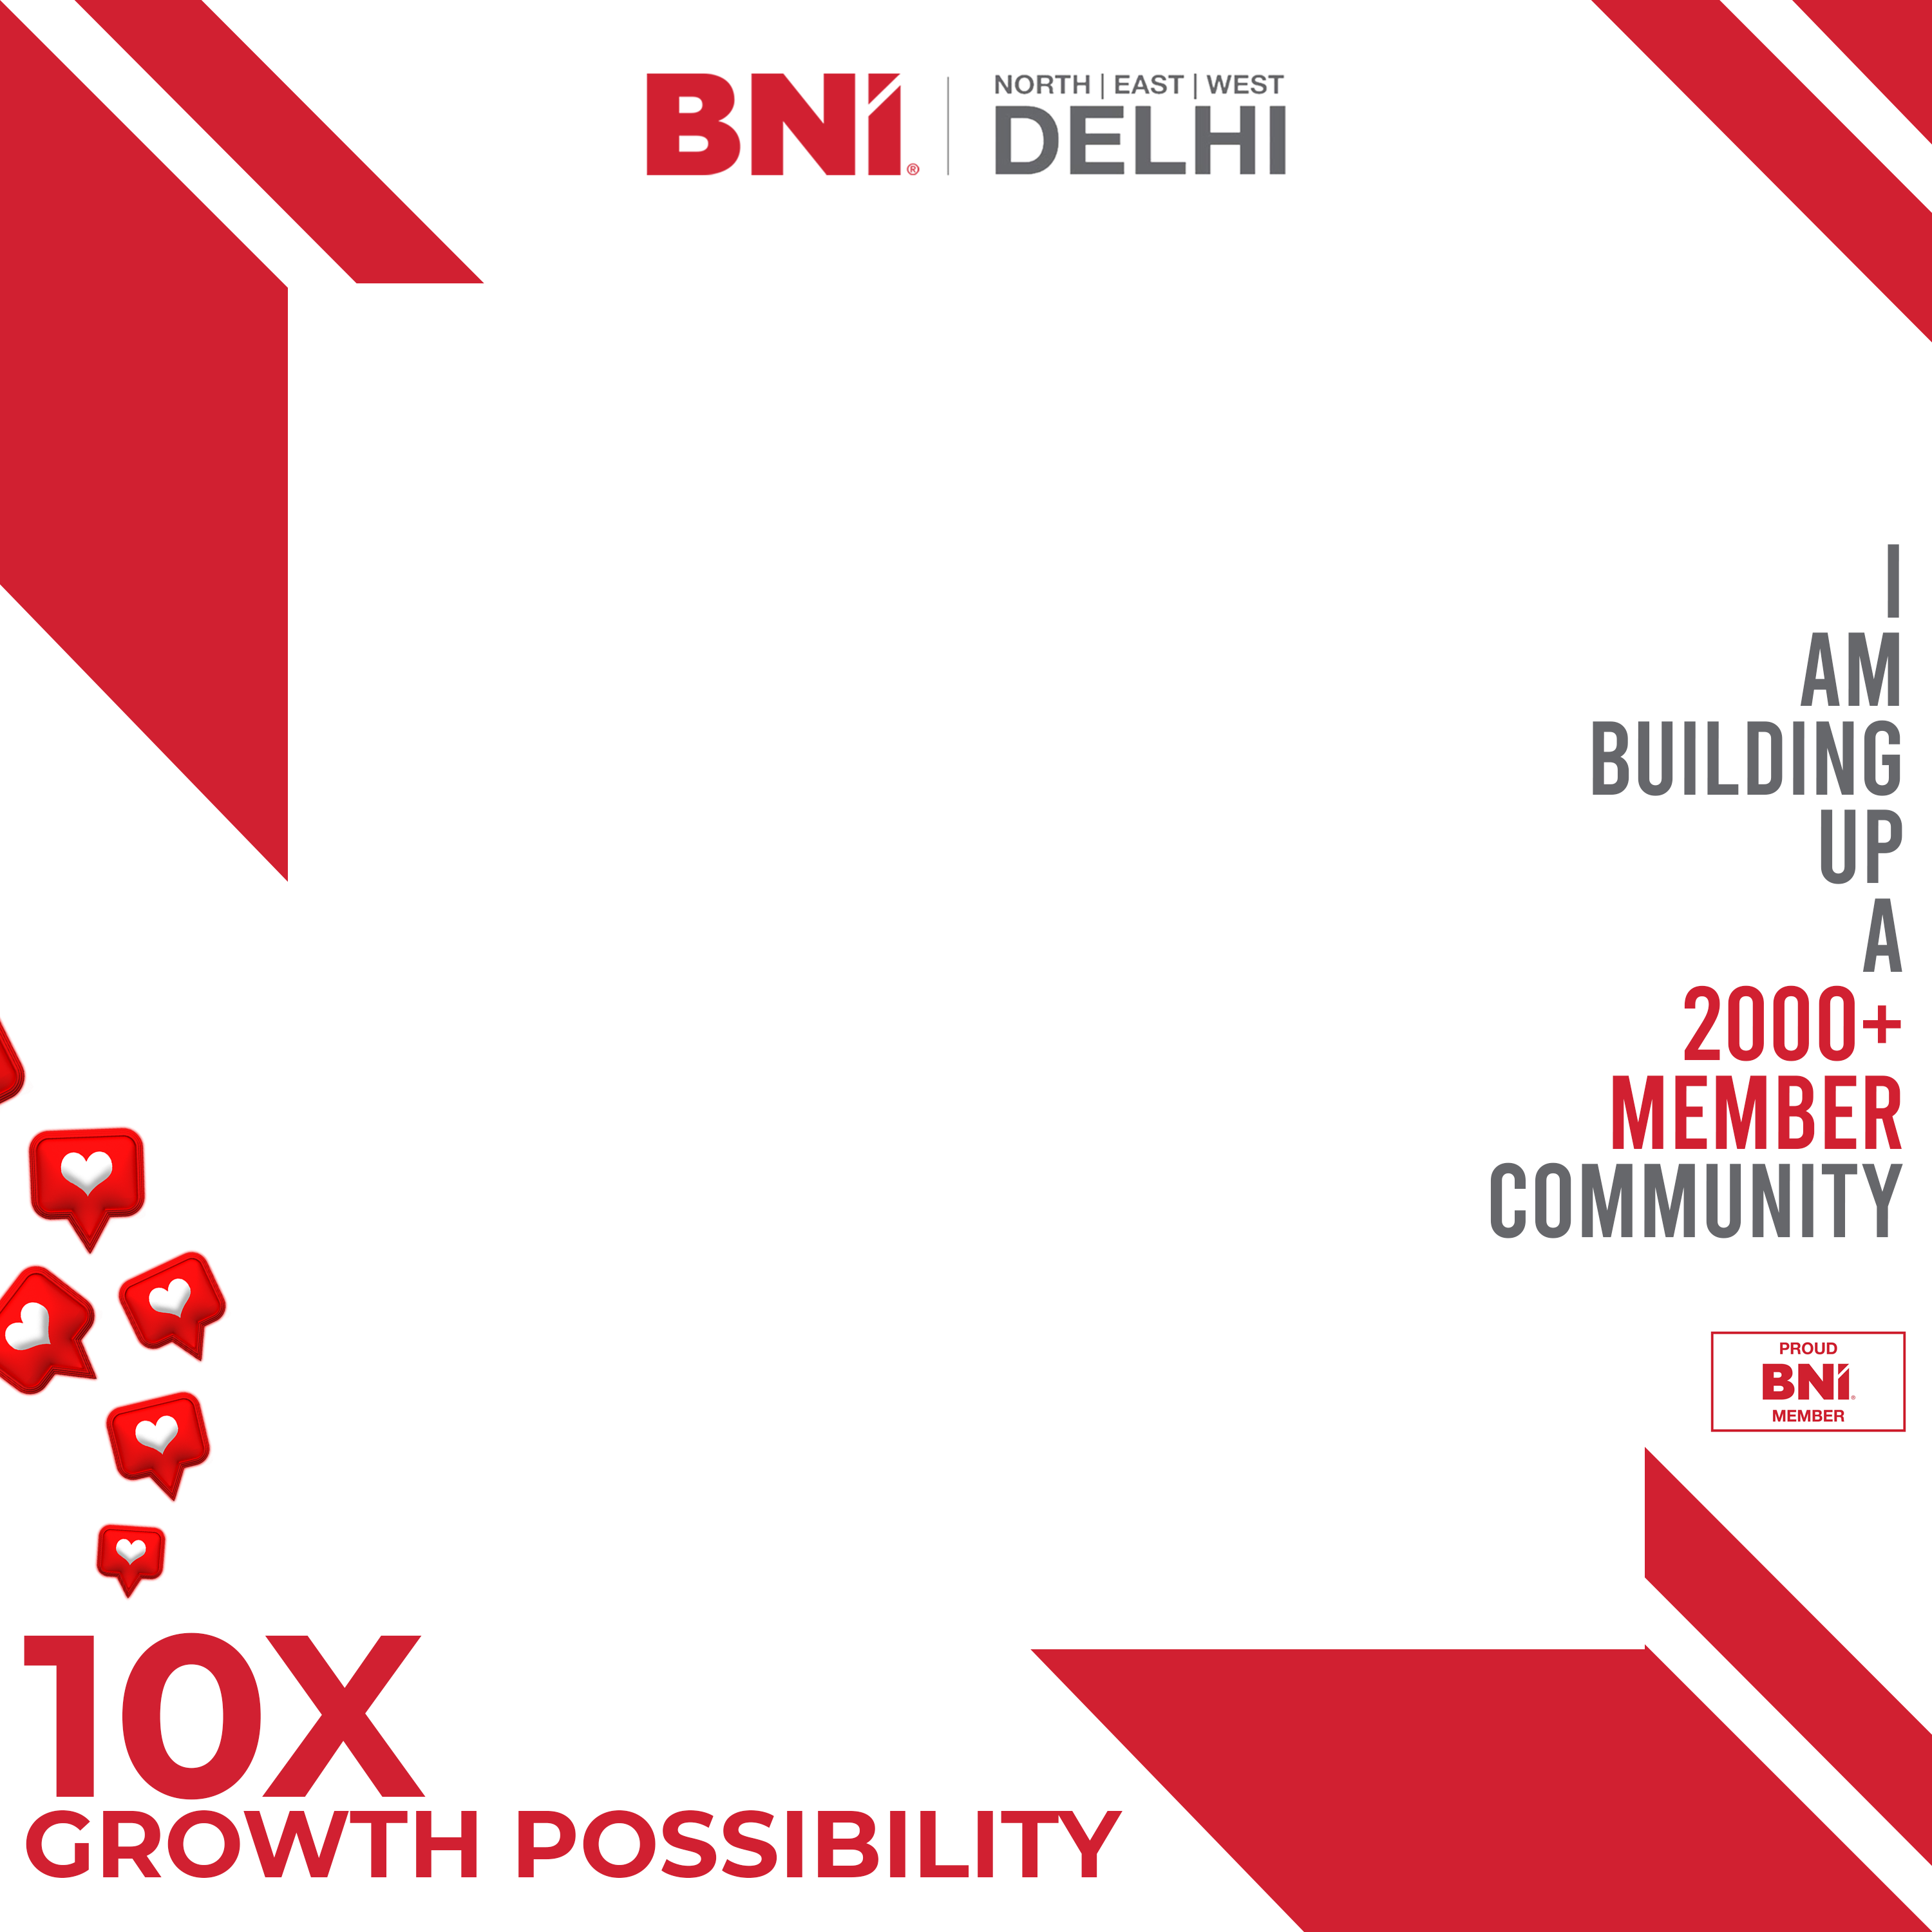 BNI®
NORTH | EAST | WEST
DELHI
I
AM
BUILDING
UP
A
2000+
MEMBER
COMMUNITY
PROUD
BNI®
MEMBER
10X
GROWTH POSSIBILITY